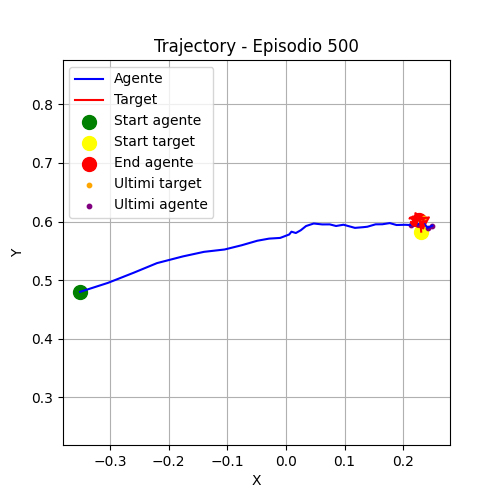 Trajectory - Episodio 500
Agente
Target
Start agente
Start target
End agente
Ultimi target
Ultimi agente
Y
0.8
0.7
0.6
0.5
0.4
0.3
−0.3 −0.2 −0.1 0.0 0.1 0.2
X